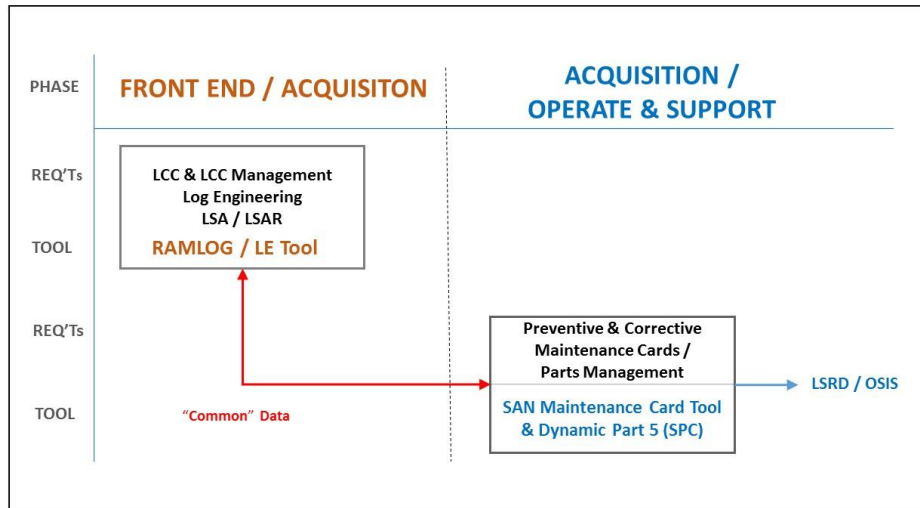 PHASE
FRONT END / ACQUISITON
ACQUISITION /
OPERATE & SUPPORT
REQ'Ts
LCC & LCC Management
Log Engineering
LSA / LSAR
TOOL
RAMLOG / LE Tool
REQ'Ts
Preventive & Corrective
Maintenance Cards /
Parts Management
LSRD / OSIS
TOOL
"Common" Data
SAN Maintenance Card Tool
& Dynamic Part 5 (SPC)